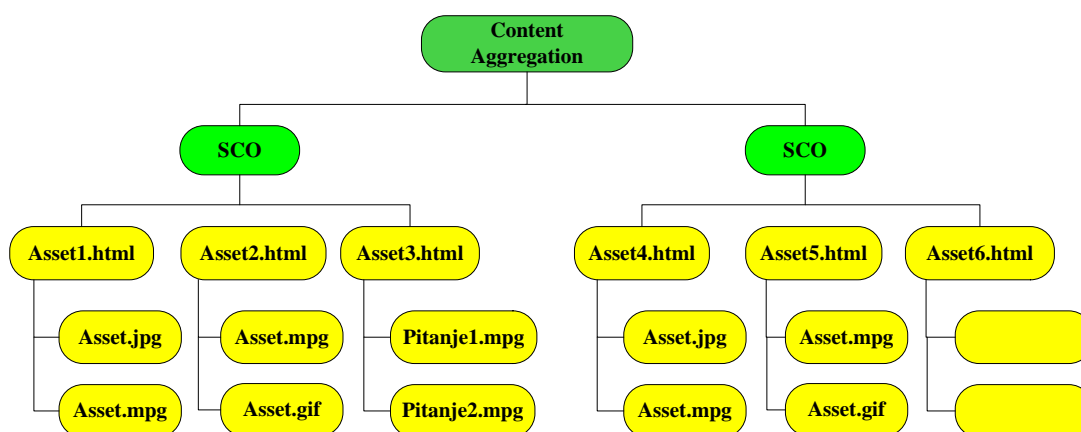 Content
Aggregation
SCO
SCO
Asset1.html
Asset2.html
Asset3.html
Asset4.html
Asset5.html
Asset6.html
Asset.jpg
Asset.mpg
Pitanje1.mpg
Asset.jpg
Asset.mpg
Asset.mpg
Asset.gif
Pitanje2.mpg
Asset.mpg
Asset.gif